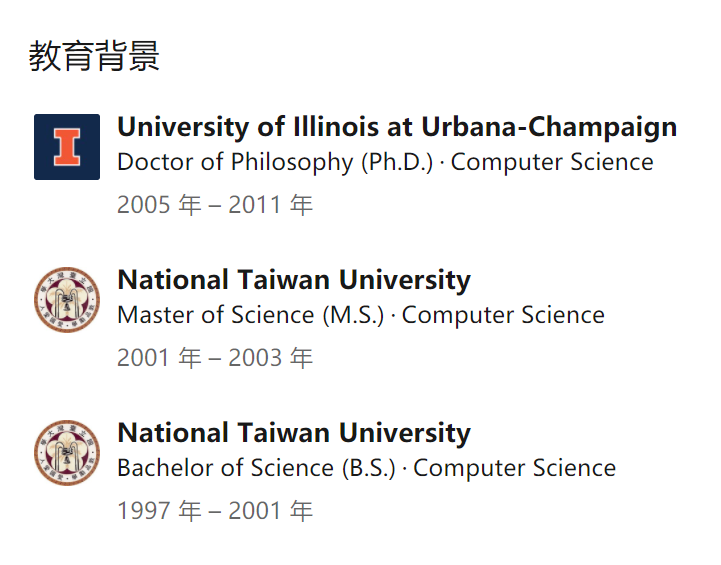 教育背景
University of Illinois at Urbana-Champaign
Doctor of Philosophy (Ph.D.) · Computer Science
2005 年 – 2011 年
National Taiwan University
Master of Science (M.S.) · Computer Science
2001 年 – 2003 年
National Taiwan University
Bachelor of Science (B.S.) · Computer Science
1997 年 – 2001 年